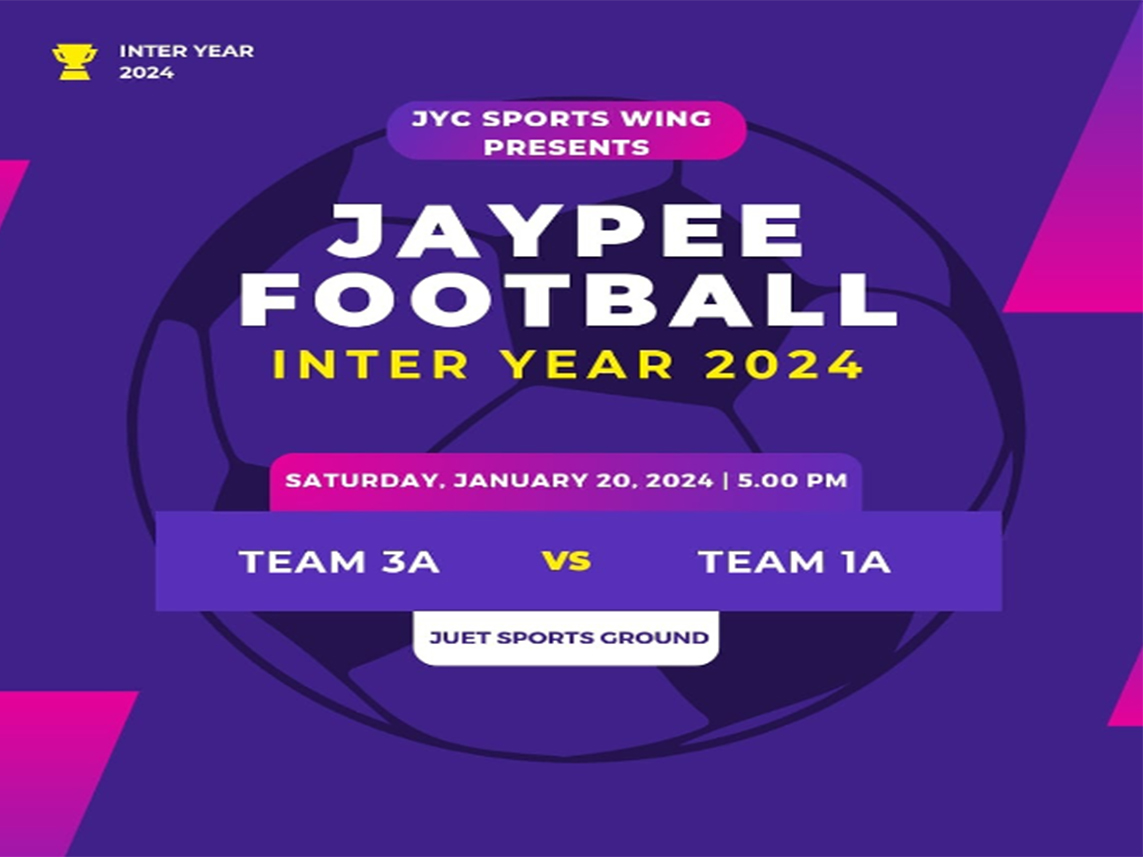 INTER YEAR
2024
JYC SPORTS WING
PRESENTS
JAYPEE
FOOTBALL
INTER YEAR 2024
SATURDAY, JANUARY 20, 2024 | 5.00 PM
TEAM 3A VS TEAM 1A
JUET SPORTS GROUND